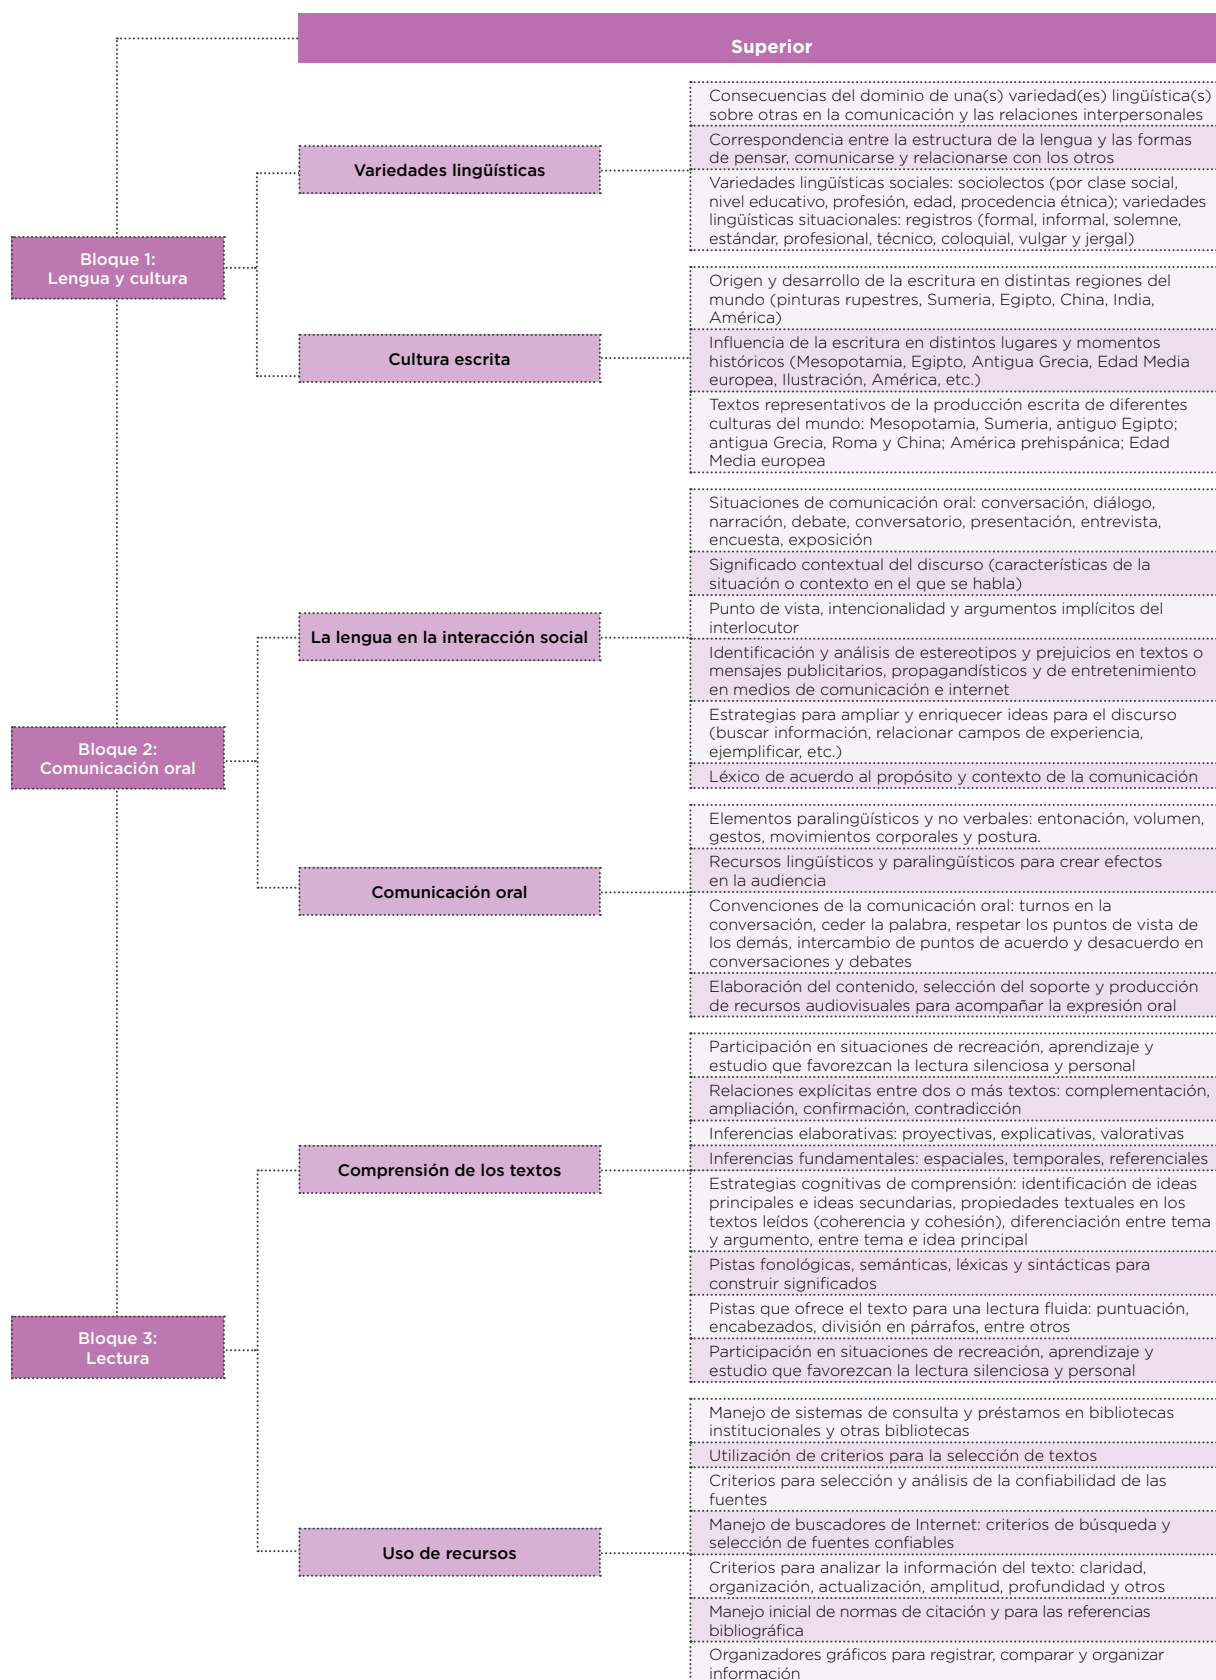 Superior
Bloque 1:
Lengua y cultura
Variedades lingüísticas
Consecuencias del dominio de una(s) variedad(es) lingüística(s)
sobre otras en la comunicación y las relaciones interpersonales
Correspondencia entre la estructura de la lengua y las formas
de pensar, comunicarse y relacionarse con los otros
Variedades lingüísticas sociales: sociolectos (por clase social,
nivel educativo, profesión, edad, procedencia étnica); variedades
lingüísticas situacionales: registros (formal, informal, solemne,
estándar, profesional, técnico, coloquial, vulgar y jergal)
Cultura escrita
Origen y desarrollo de la escritura en distintas regiones del
mundo (pinturas rupestres, Sumeria, Egipto, China, India,
América)
Influencia de la escritura en distintos lugares y momentos
históricos (Mesopotamia, Egipto, Antigua Grecia, Edad Media
europea, Ilustración, América, etc.)
Textos representativos de la producción escrita de diferentes
culturas del mundo: Mesopotamia, Sumeria, antiguo Egipto;
antigua Grecia, Roma y China; América prehispánica; Edad
Media europea
Bloque 2:
Comunicación oral
La lengua en la interacción social
Situaciones de comunicación oral: conversación, diálogo,
narración, debate, conversatorio, presentación, entrevista,
encuesta, exposición
Significado contextual del discurso (características de la
situación o contexto en el que se habla)
Punto de vista, intencionalidad y argumentos implícitos del
interlocutor
Identificación y análisis de estereotipos y prejuicios en textos o
mensajes publicitarios, propagandísticos y de entretenimiento
en medios de comunicación e internet
Estrategias para ampliar y enriquecer ideas para el discurso
(buscar información, relacionar campos de experiencia,
ejemplificar, etc.)
Léxico de acuerdo al propósito y contexto de la comunicación
Comunicación oral
Elementos paralingüísticos y no verbales: entonación, volumen,
gestos, movimientos corporales y postura.
Recursos lingüísticos y paralingüísticos para crear efectos
en la audiencia
Convenciones de la comunicación oral: turnos en la
conversación, ceder la palabra, respetar los puntos de vista de
los demás, intercambio de puntos de acuerdo y desacuerdo en
conversaciones y debates
Elaboración del contenido, selección del soporte y producción
de recursos audiovisuales para acompañar la expresión oral
Bloque 3:
Lectura
Comprensión de los textos
Participación en situaciones de recreación, aprendizaje y
estudio que favorezcan la lectura silenciosa y personal
Relaciones explícitas entre dos o más textos: complementación,
ampliación, confirmación, contradicción
Inferencias elaborativas: proyectivas, explicativas, valorativas
Inferencias fundamentales: espaciales, temporales, referenciales
Estrategias cognitivas de comprensión: identificación de ideas
principales e ideas secundarias, propiedades textuales en los
textos leídos (coherencia y cohesión), diferenciación entre tema
y argumento, entre tema e idea principal
Pistas fonológicas, semánticas, léxicas y sintácticas para
construir significados
Pistas que ofrece el texto para una lectura fluida: puntuación,
encabezados, división en párrafos, entre otros
Participación en situaciones de recreación, aprendizaje y
estudio que favorezcan la lectura silenciosa y personal
Uso de recursos
Manejo de sistemas de consulta y préstamos en bibliotecas
institucionales y otras bibliotecas
Utilización de criterios para la selección de textos
Criterios para selección y análisis de la confiabilidad de las
fuentes
Manejo de buscadores de Internet: criterios de búsqueda y
selección de fuentes confiables
Criterios para analizar la información del texto: claridad,
organización, actualización, amplitud, profundidad y otros
Manejo inicial de normas de citación y para las referencias
bibliográfica
Organizadores gráficos para registrar, comparar y organizar
información